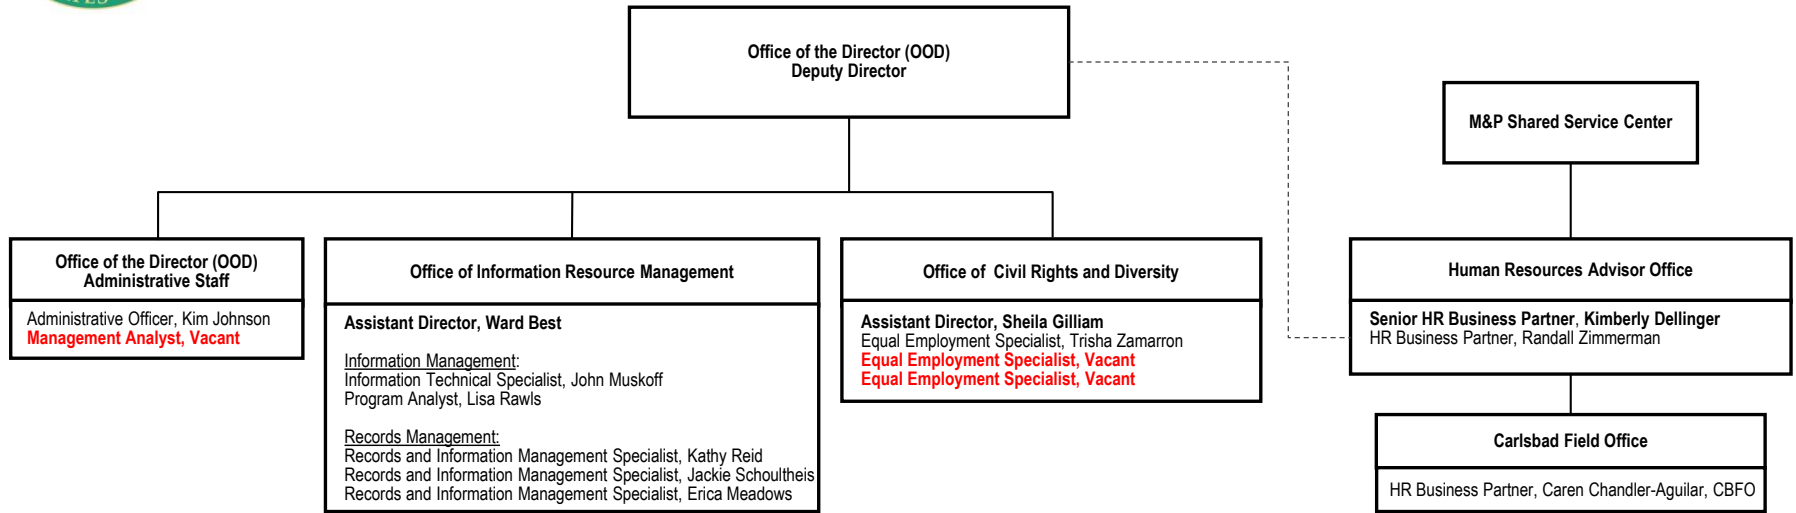 Office of the Director (OOD)
Deputy Director
M&P Shared Service Center
Office of the Director (OOD)
Administrative Staff
Administrative Officer, Kim Johnson
Management Analyst, Vacant
Office of Information Resource Management
Assistant Director, Ward Best
Information Management:
Information Technical Specialist, John Muskoff
Program Analyst, Lisa Rawls
Records Management:
Records and Information Management Specialist, Kathy Reid
Records and Information Management Specialist, Jackie Schoultheis
Records and Information Management Specialist, Erica Meadows
Office of Civil Rights and Diversity
Assistant Director, Sheila Gilliam
Equal Employment Specialist, Trisha Zamarron
Equal Employment Specialist, Vacant
Equal Employment Specialist, Vacant
Human Resources Advisor Office
Senior HR Business Partner, Kimberly Dellinger
HR Business Partner, Randall Zimmerman
Carlsbad Field Office
HR Business Partner, Caren Chandler-Aguilar, CBFO